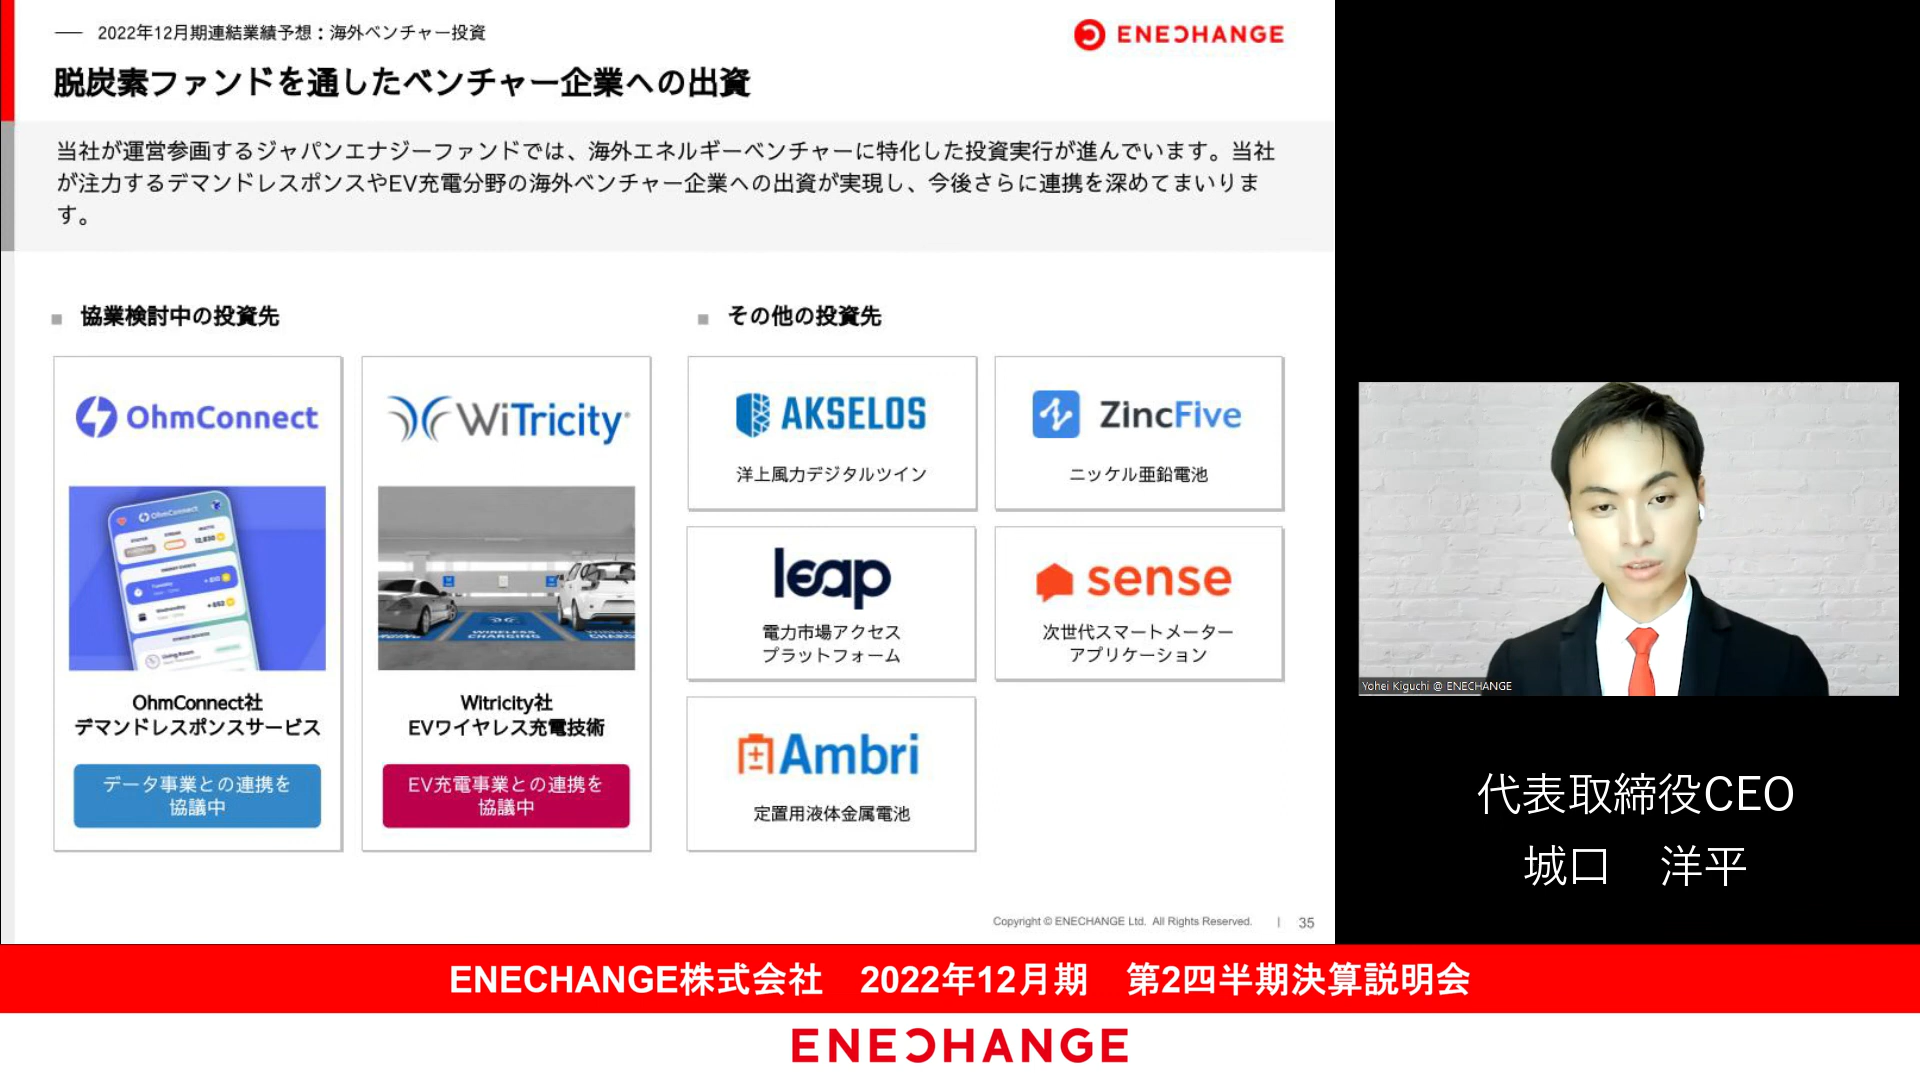 2022年12月期連結業績予想：海外ベンチャー投資
ENECHANGE
脱炭素ファンドを通したベンチャー企業への出資
当社が運営参画するジャパンエナジーファンドでは、海外エネルギーベンチャーに特化した投資実行が進んでいます。当社
が注力するデマンドレスポンスやEV充電分野の海外ベンチャー企業への出資が実現し、今後さらに連携を深めてまいりま
す。
協業検討中の投資先
OhmConnect
OhmConnect
OhmConnect社
デマンドレスポンスサービス
データ事業との連携を
協議中
WiTricity
WIRELESS
CHARGING
Witricity社
EVワイヤレス充電技術
EV充電事業との連携を
協議中
その他の投資先
AKSELOS
洋上風力デジタルツイン
ZincFive
ニッケル亜鉛電池
leap
電力市場アクセス
プラットフォーム
sense
次世代スマートメーター
アプリケーション
Ambri
定置用液体金属電池
Copyright © ENECHANGE Ltd. All Rights Reserved. | 35
Yohei Kiguchi @ ENECHANGE
代表取締役CEO
城口　洋平
ENECHANGE株式会社　2022年12月期　第2四半期決算説明会
ENECHANGE